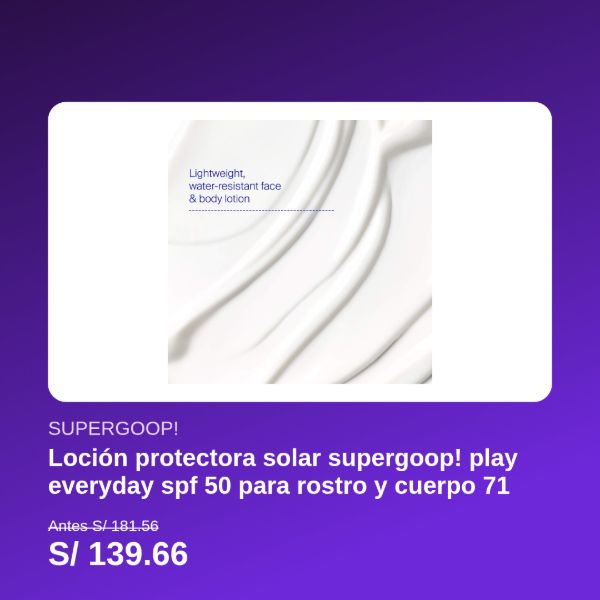 Lightweight,
water-resistant face
& body lotion
SUPERGOOP!
Loción protectora solar supergoop! play
everyday spf 50 para rostro y cuerpo 71
Antes S/ 181.56
S/ 139.66